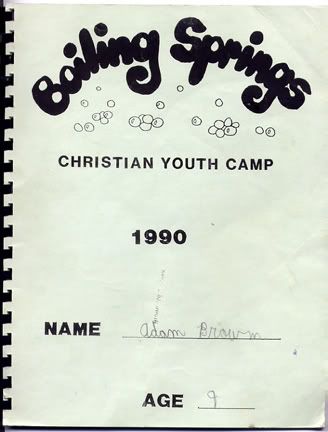 Boiling Springs
CHRISTIAN YOUTH CAMP
1990
NAME Adam Brown
AGE 9